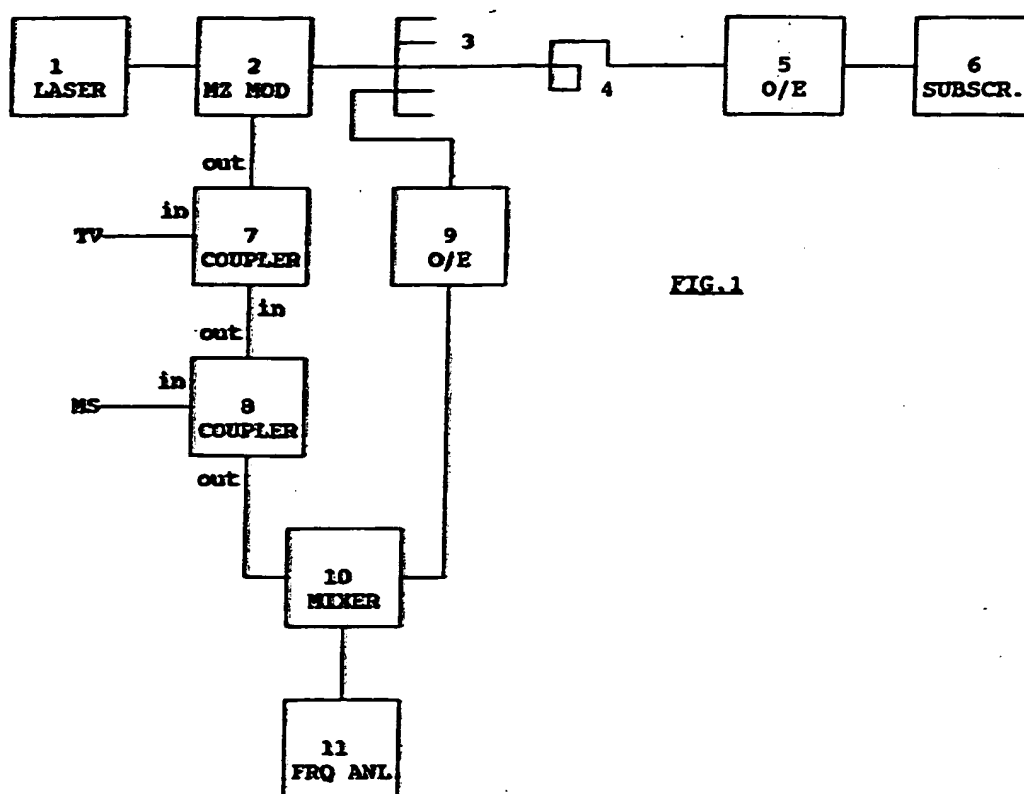 3
1
LASER
2
MZ MOD
4
5
O/E
6
SUBSCR.
out
in
TV
7
COUPLER
9
O/E
FIG.1
in
out
in
MS
8
COUPLER
out
10
MIXER
11
FRQ ANL